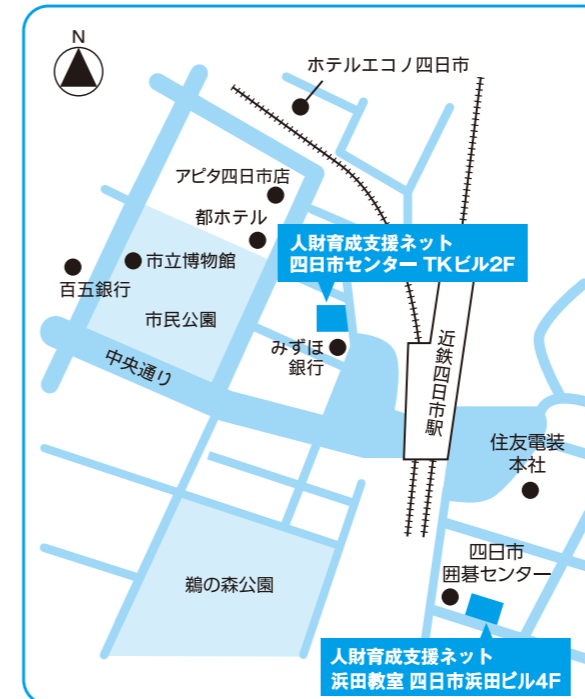 N
ホテルエコノ四日市
アピタ四日市店
都ホテル
人財育成支援ネット
四日市センター TKビル2F
市立博物館
百五銀行
市民公園
みずほ
銀行
中央通り
近鉄四日市駅
住友電装
本社
四日市
囲碁センター
鵜の森公園
人財育成支援ネット
浜田教室 四日市浜田ビル4F